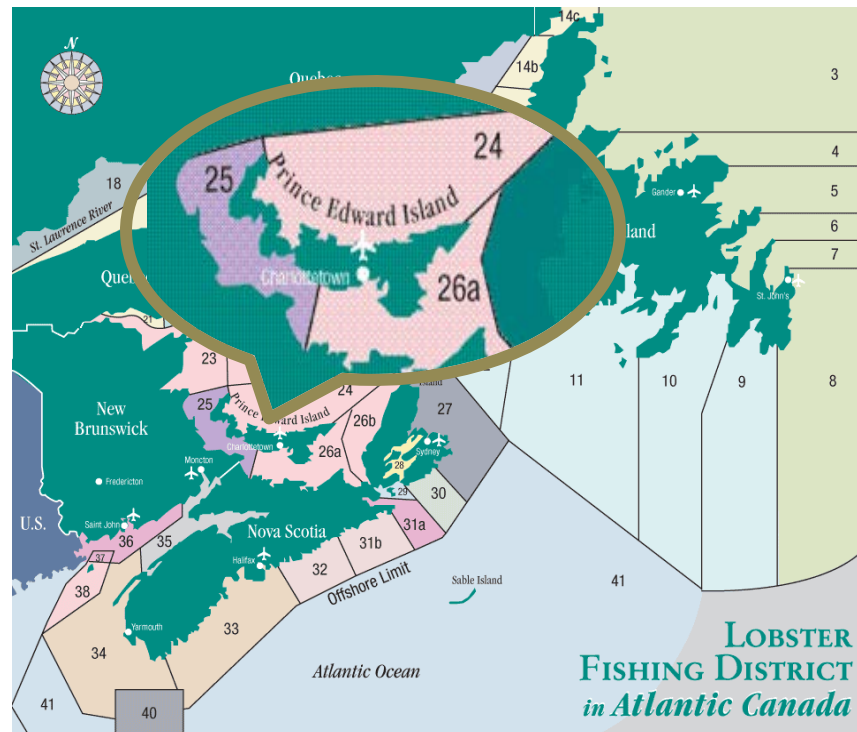 N
14c
14b
3
Quebec
4
5
6
7
18
St. Lawrence River
24
25
Prince Edward Island
Charlottetown
26a
Gander
land
St. John's
Quebe
21
23
24
25
Prince Edward Island
Charlottetown
26a
26b
Island
27
11
10
9
8
New
Brunswick
Moncton
Fredericton
Sydney
28
29
30
U.S.
Saint John
36
35
37
38
Nova Scotia
Halifax
31a
31b
32
Offshore Limit
Sable Island
41
Yarmouth
34
33
Atlantic Ocean
41
40
LOBSTER
FISHING DISTRICT
in Atlantic Canada